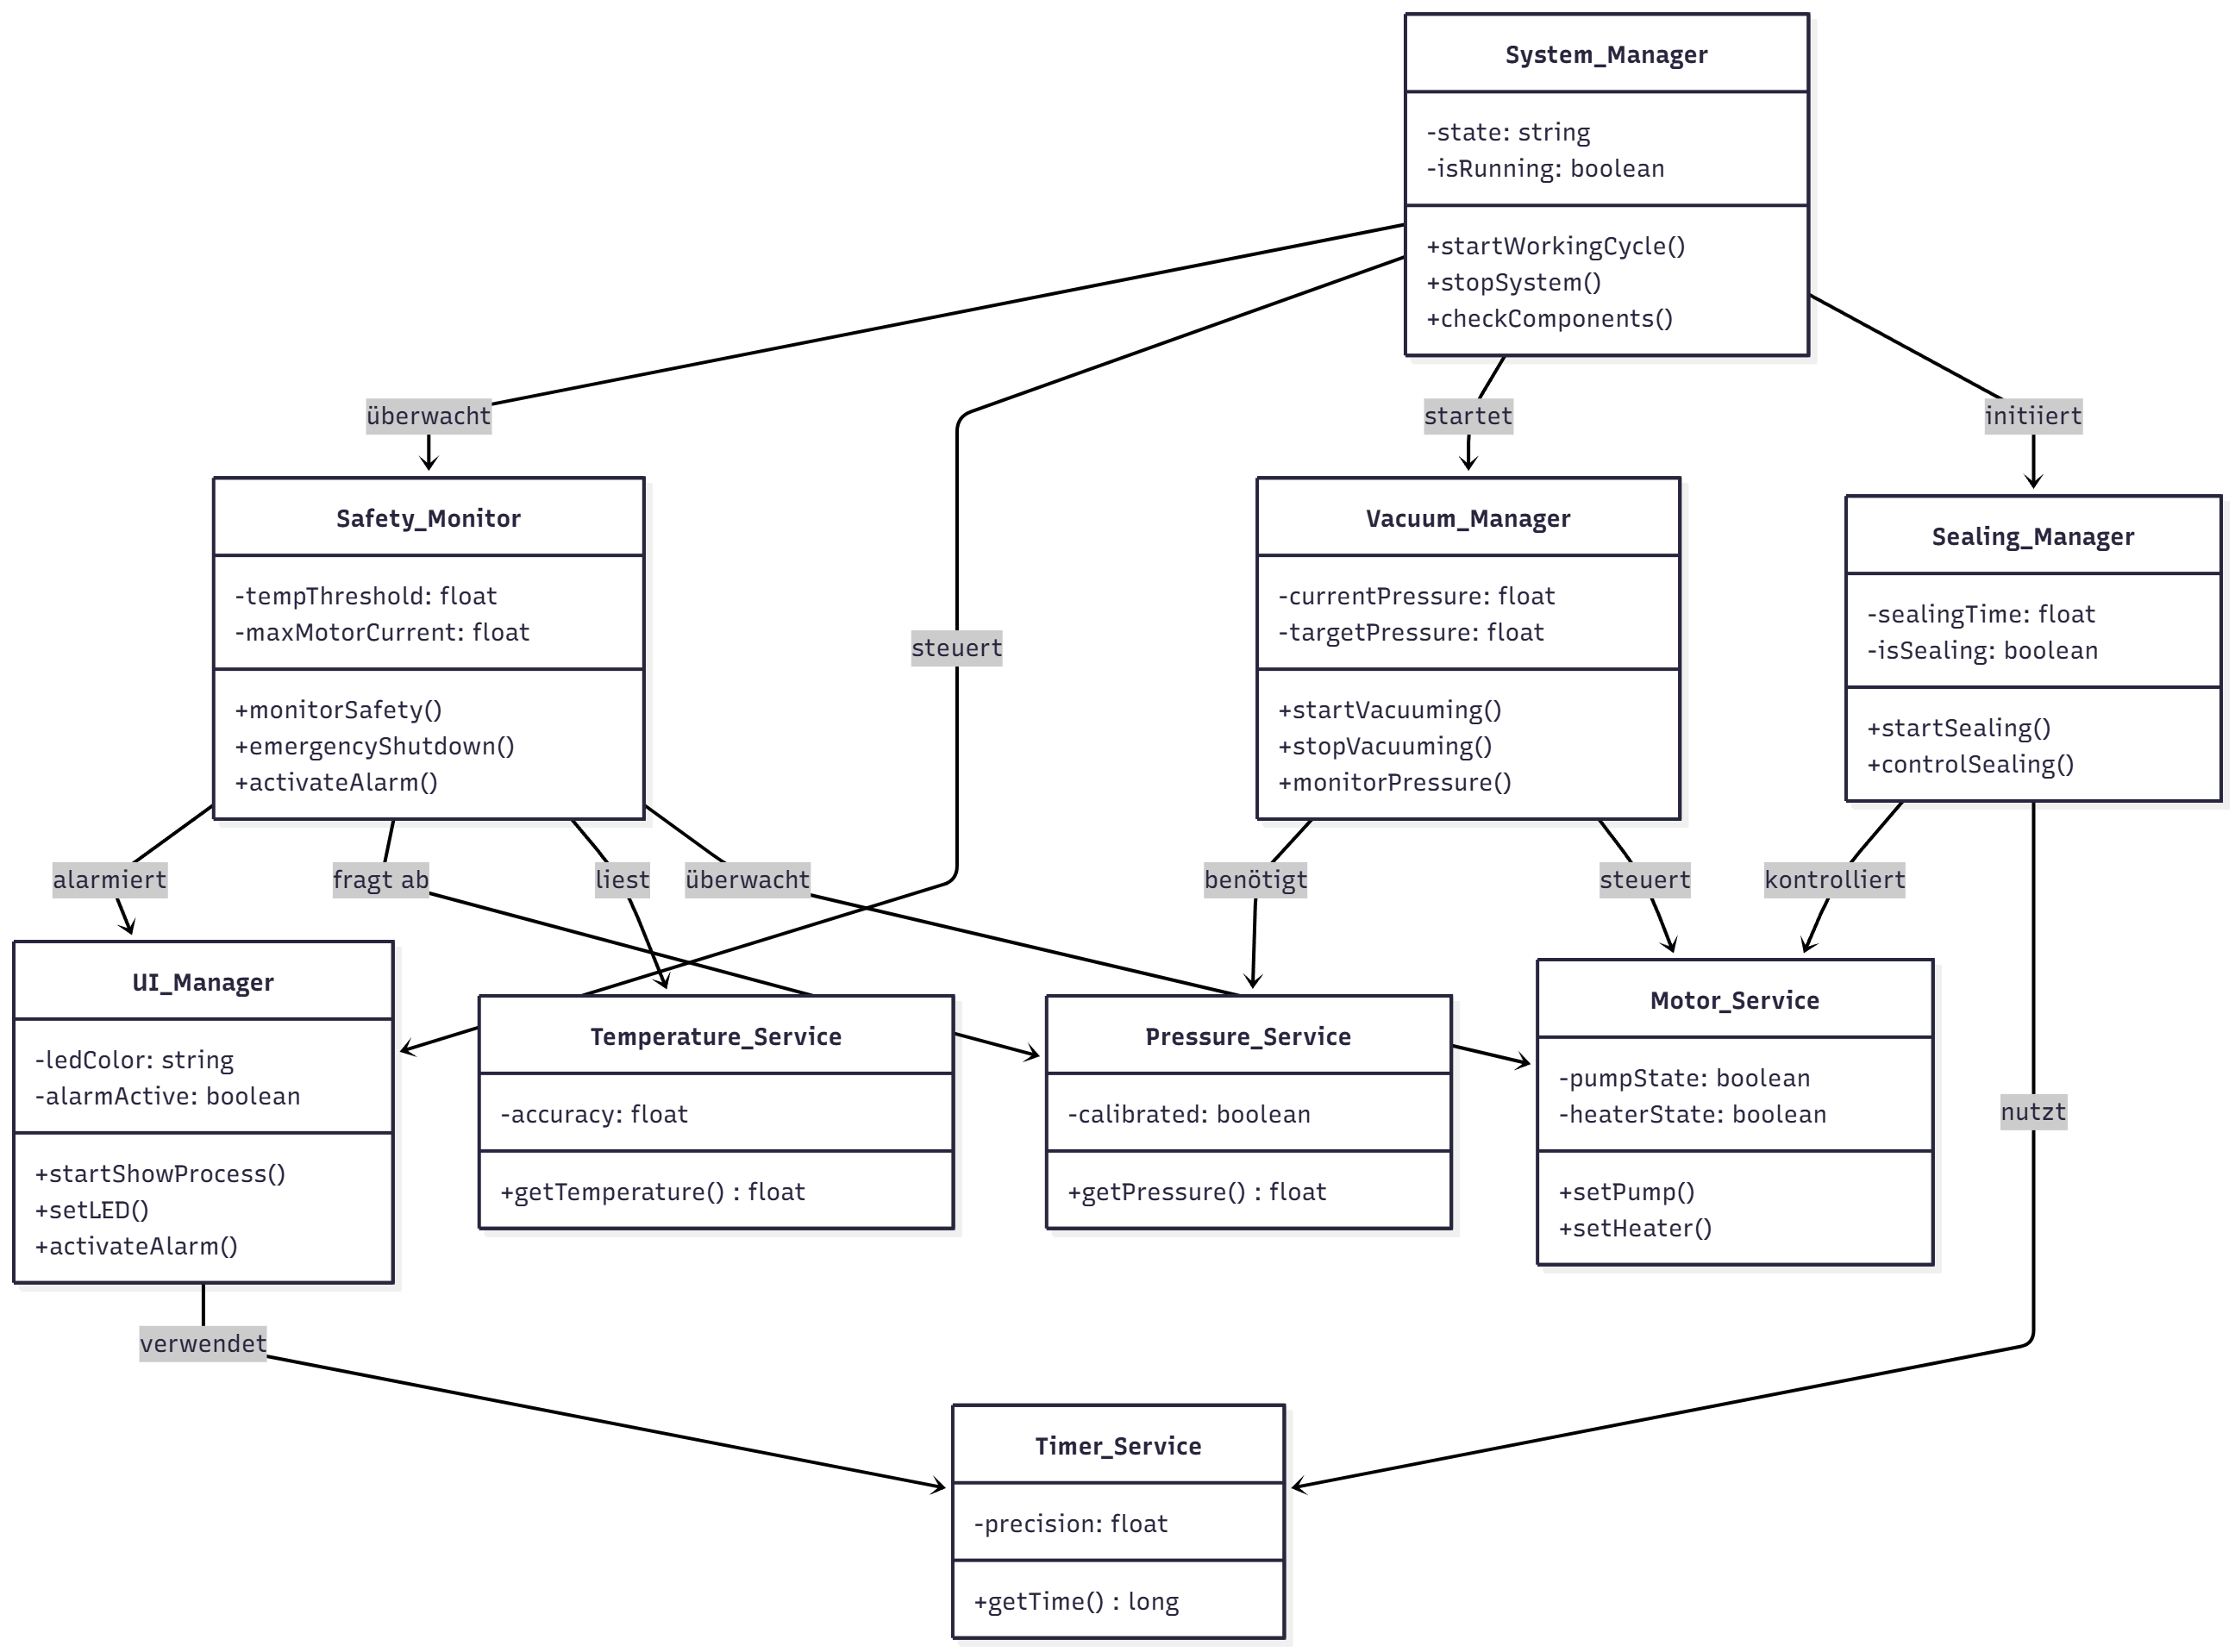 System_Manager
-state: string
-isRunning: boolean
+startWorkingCycle()
+stopSystem()
+checkComponents()
überwacht
startet
initiiert
Safety_Monitor
-tempThreshold: float
-maxMotorCurrent: float
+monitorSafety()
+emergencyShutdown()
+activateAlarm()
steuert
Vacuum_Manager
-currentPressure: float
-targetPressure: float
+startVacuuming()
+stopVacuuming()
+monitorPressure()
Sealing_Manager
-sealingTime: float
-isSealing: boolean
+startSealing()
+controlSealing()
alarmiert
fragt ab
liest
überwacht
benötigt
steuert
kontrolliert
UI_Manager
-ledColor: string
-alarmActive: boolean
+startShowProcess()
+setLED()
+activateAlarm()
Temperature_Service
-accuracy: float
+getTemperature() : float
Pressure_Service
-calibrated: boolean
+getPressure() : float
Motor_Service
-pumpState: boolean
-heaterState: boolean
+setPump()
+setHeater()
nutzt
verwendet
Timer_Service
-precision: float
+getTime() : long